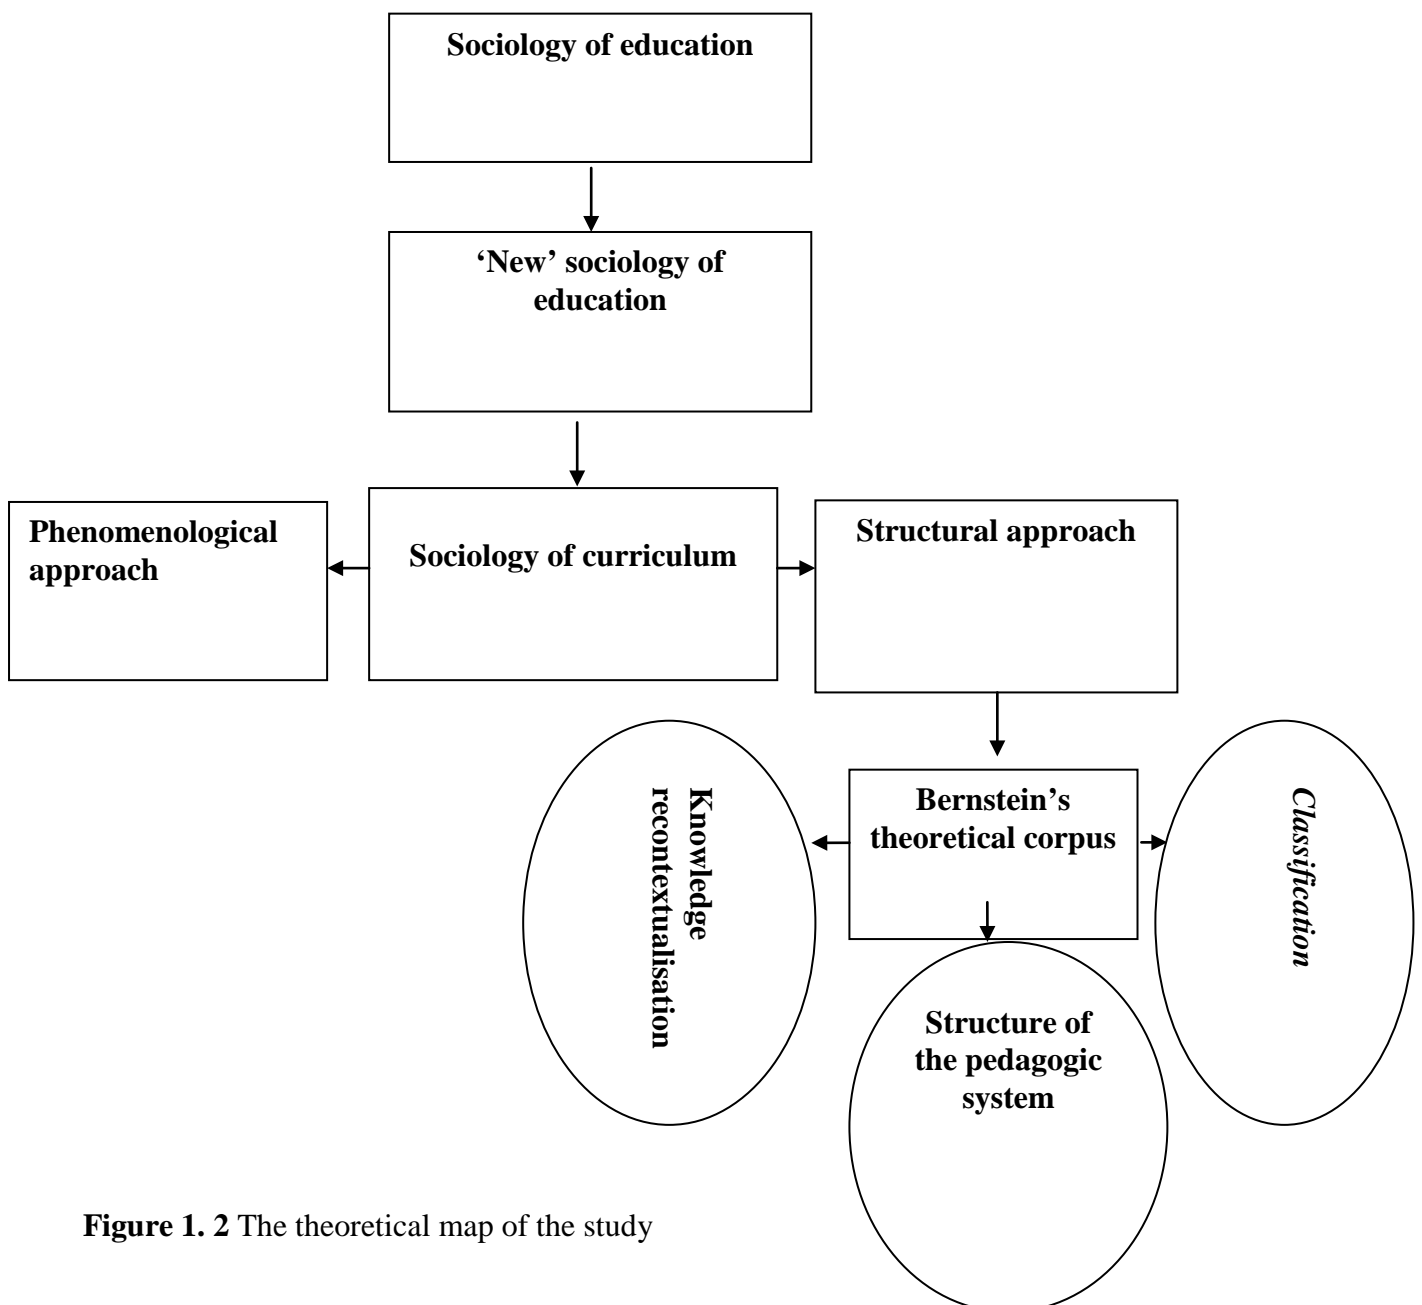 Sociology of education
‘New’ sociology of
education
Phenomenological
approach
Sociology of curriculum
Structural approach
Knowledge
recontextualisation
Bernstein’s
theoretical corpus
Classification
Structure of
the pedagogic
system
Figure 1. 2 The theoretical map of the study